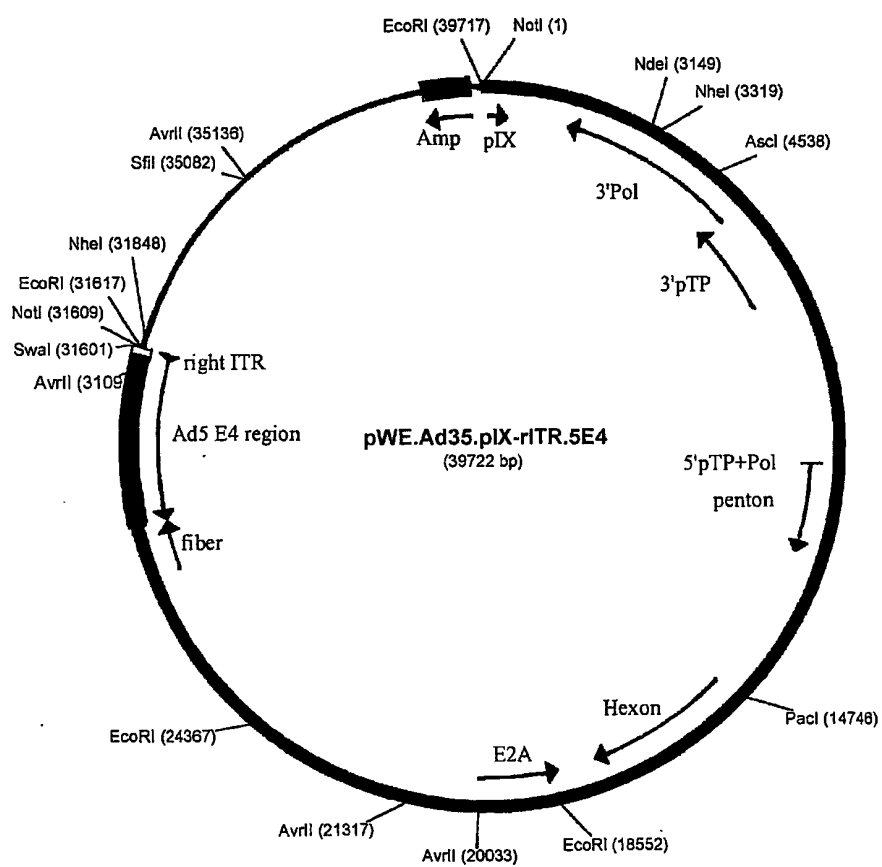 EcoRI (39717)
NotI (1)
NdeI (3149)
NheI (3319)
AscI (4538)
AvrII (35136)
SfiI (35082)
Amp
pIX
3'Pol
3'pTP
NheI (31848)
EcoRI (31617)
NotI (31609)
SwaI (31601)
AvrII (3109
right ITR
Ad5 E4 region
pWE.Ad35.pIX-rITR.5E4
(39722 bp)
5'pTP+Pol
penton
fiber
Hexon
PacI (14746)
EcoRI (24367)
E2A
AvrII (21317)
AvrII (20033)
EcoRI (18552)